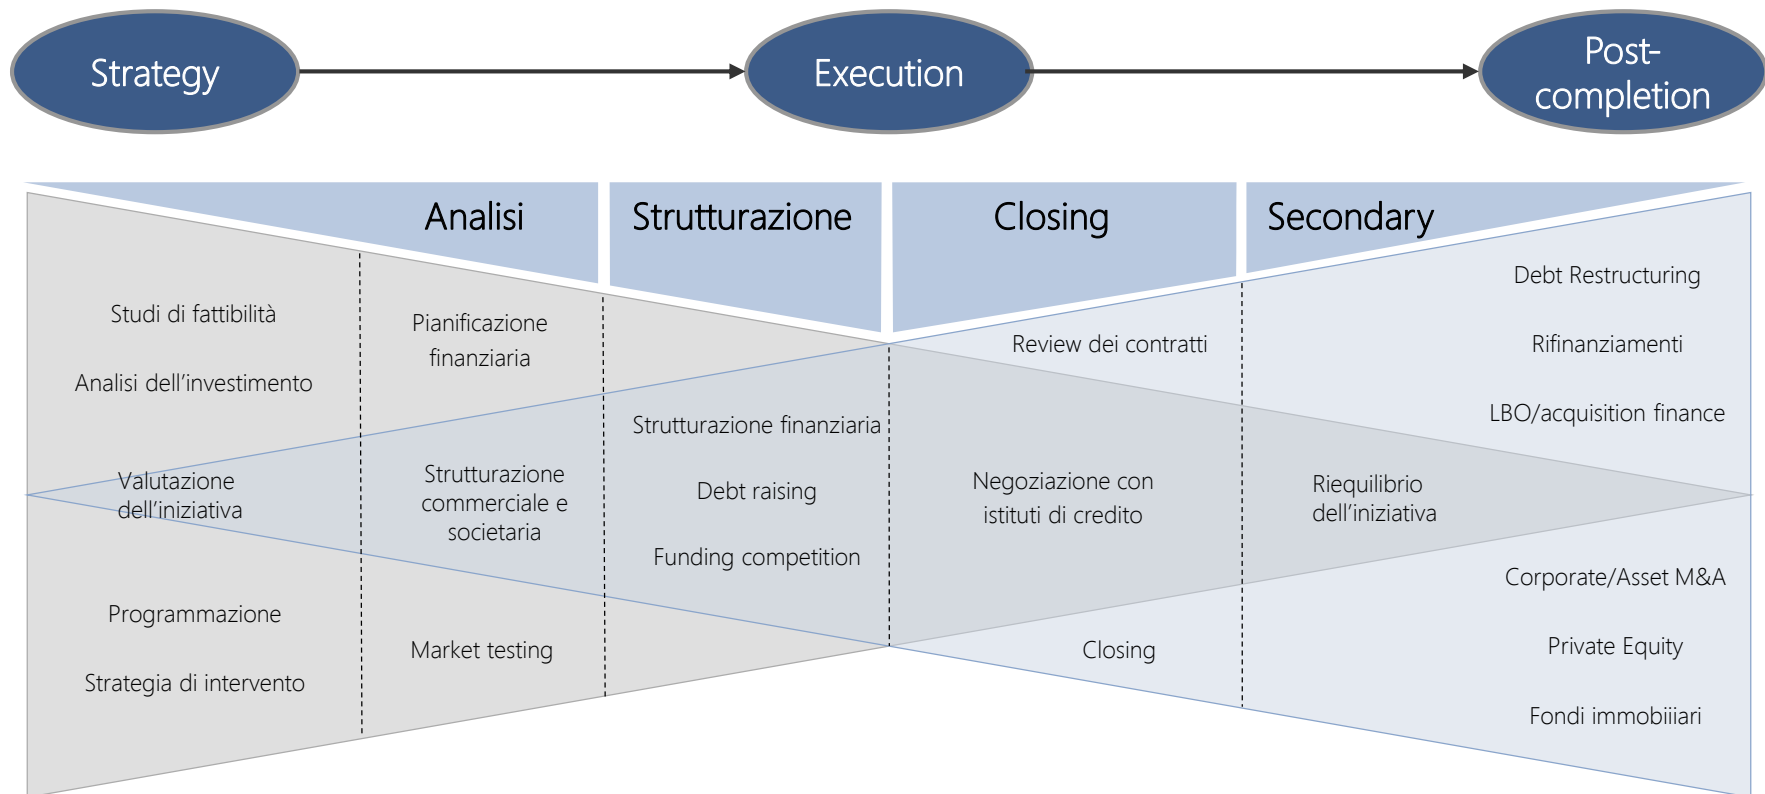 Strategy
Execution
Post-
completion
Analisi
Strutturazione
Closing
Secondary
Studi di fattibilità
Analisi dell'investimento
Valutazione
dell'iniziativa
Programmazione
Strategia di intervento
Pianificazione
finanziaria
Strutturazione
commerciale e
societaria
Market testing
Strutturazione finanziaria
Debt raising
Funding competition
Review dei contratti
Negoziazione con
istituti di credito
Closing
Riequilibrio
dell'iniziativa
Debt Restructuring
Rifinanziamenti
LBO/acquisition finance
Corporate/Asset M&A
Private Equity
Fondi immobiiiari